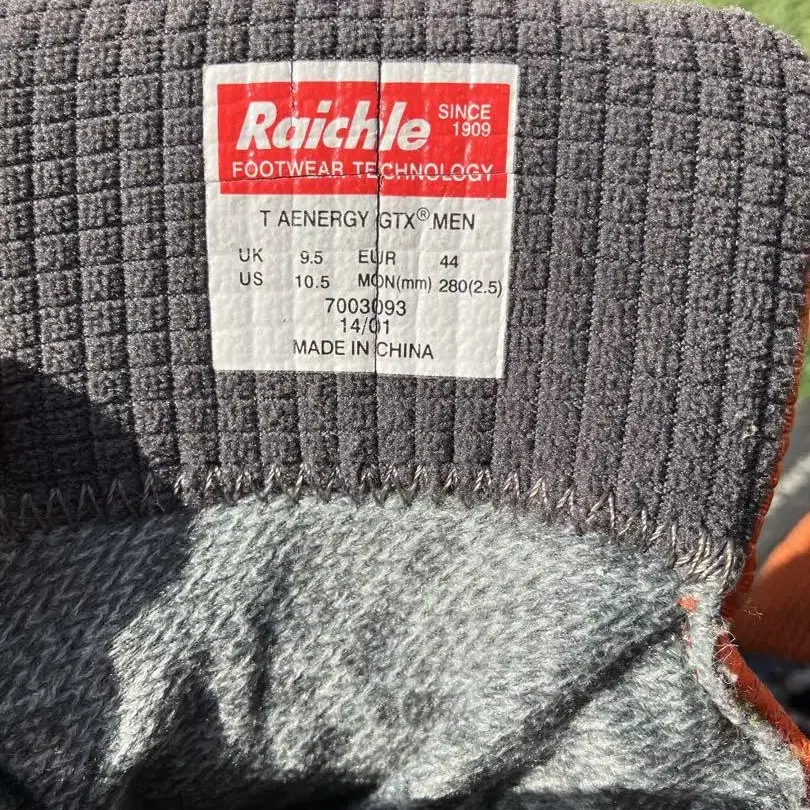 Raichle SINCE 1909
FOOTWEAR TECHNOLOGY
T AENERGY GTX® MEN
UK 9.5 EUR 44
US 10.5 MON(mm) 280(2.5)
7003093
14/01
MADE IN CHINA